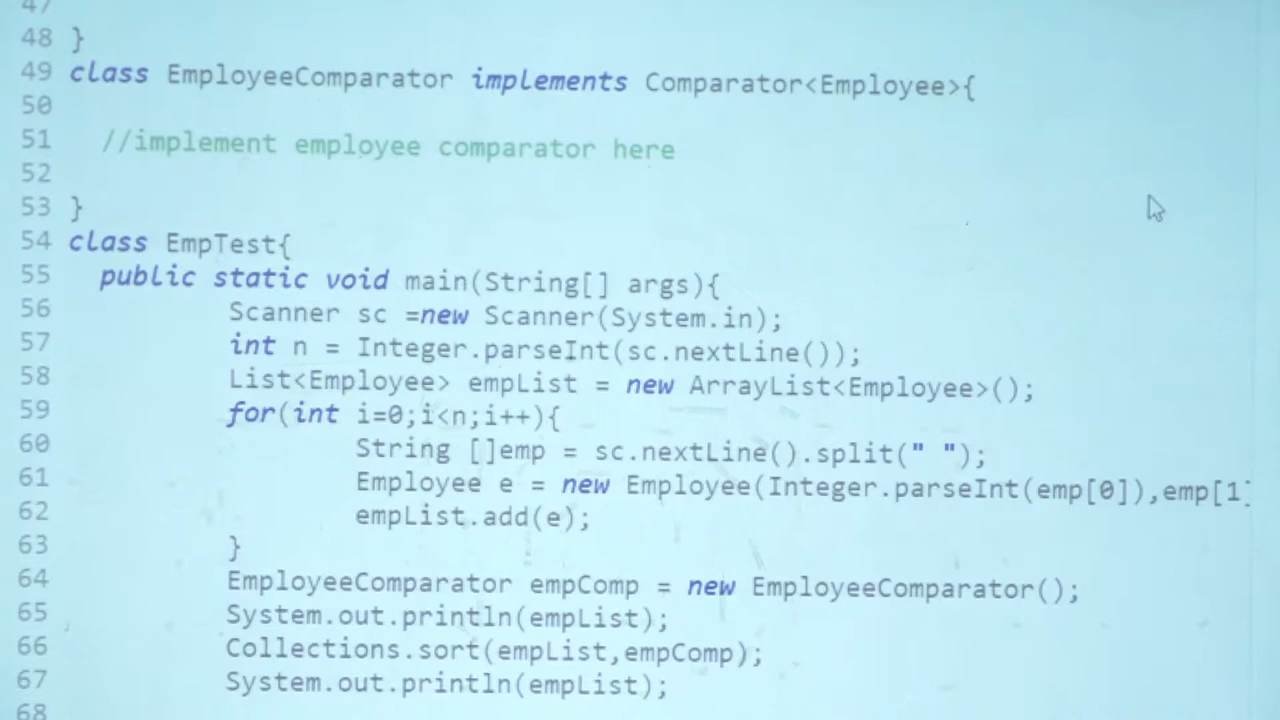 47
48 }
49 class EmployeeComparator implements Comparator<Employee>{
50
51 //implement employee comparator here
52
53 }
54 class EmpTest{
55 public static void main(String[] args){
56 Scanner sc =new Scanner(System.in);
57 int n = Integer.parseInt(sc.nextLine());
58 List<Employee> empList = new ArrayList<Employee>();
59 for(int i=0;i<n;i++){
60 String []emp = sc.nextLine().split(" ");
61 Employee e = new Employee(Integer.parseInt(emp[0]),emp[1]
62 empList.add(e);
63 }
64 EmployeeComparator empComp = new EmployeeComparator();
65 System.out.println(empList);
66 Collections.sort(empList,empComp);
67 System.out.println(empList);
68